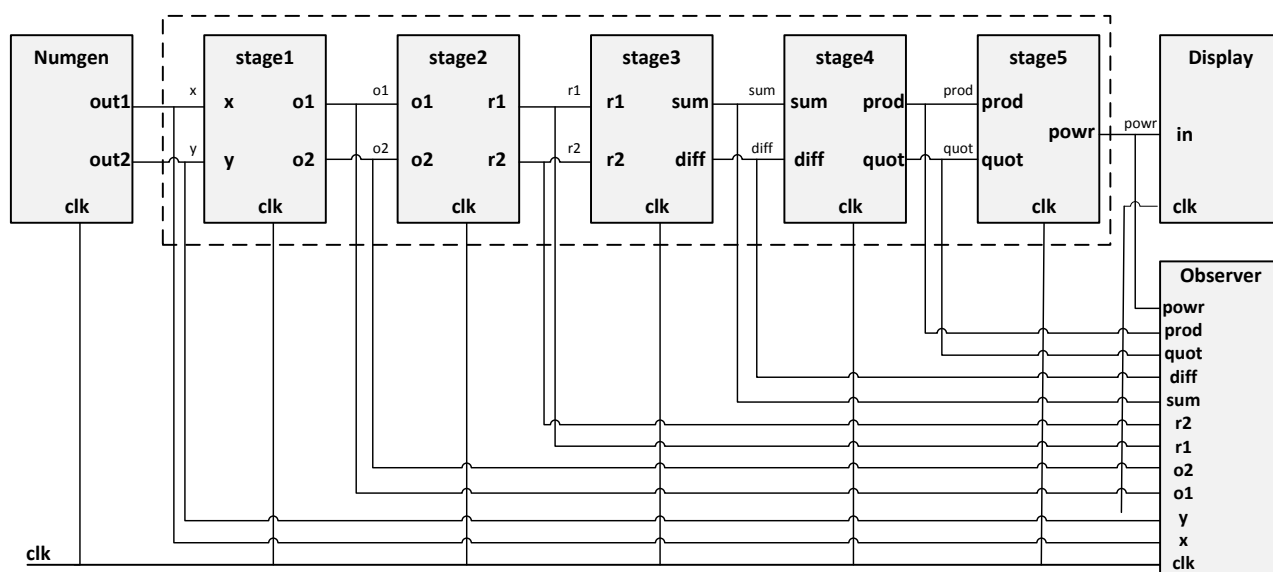 Numgen
out1
out2
clk
x
y
stage1
x
y
o1
o2
clk
o1
o2
stage2
o1
o2
r1
r2
clk
r1
r2
stage3
r1
r2
sum
diff
clk
sum
diff
stage4
sum
diff
prod
quot
clk
prod
quot
stage5
prod
quot
powr
clk
powr
Display
in
clk
Observer
powr
prod
quot
diff
sum
r2
r1
o2
o1
y
x
clk
clk